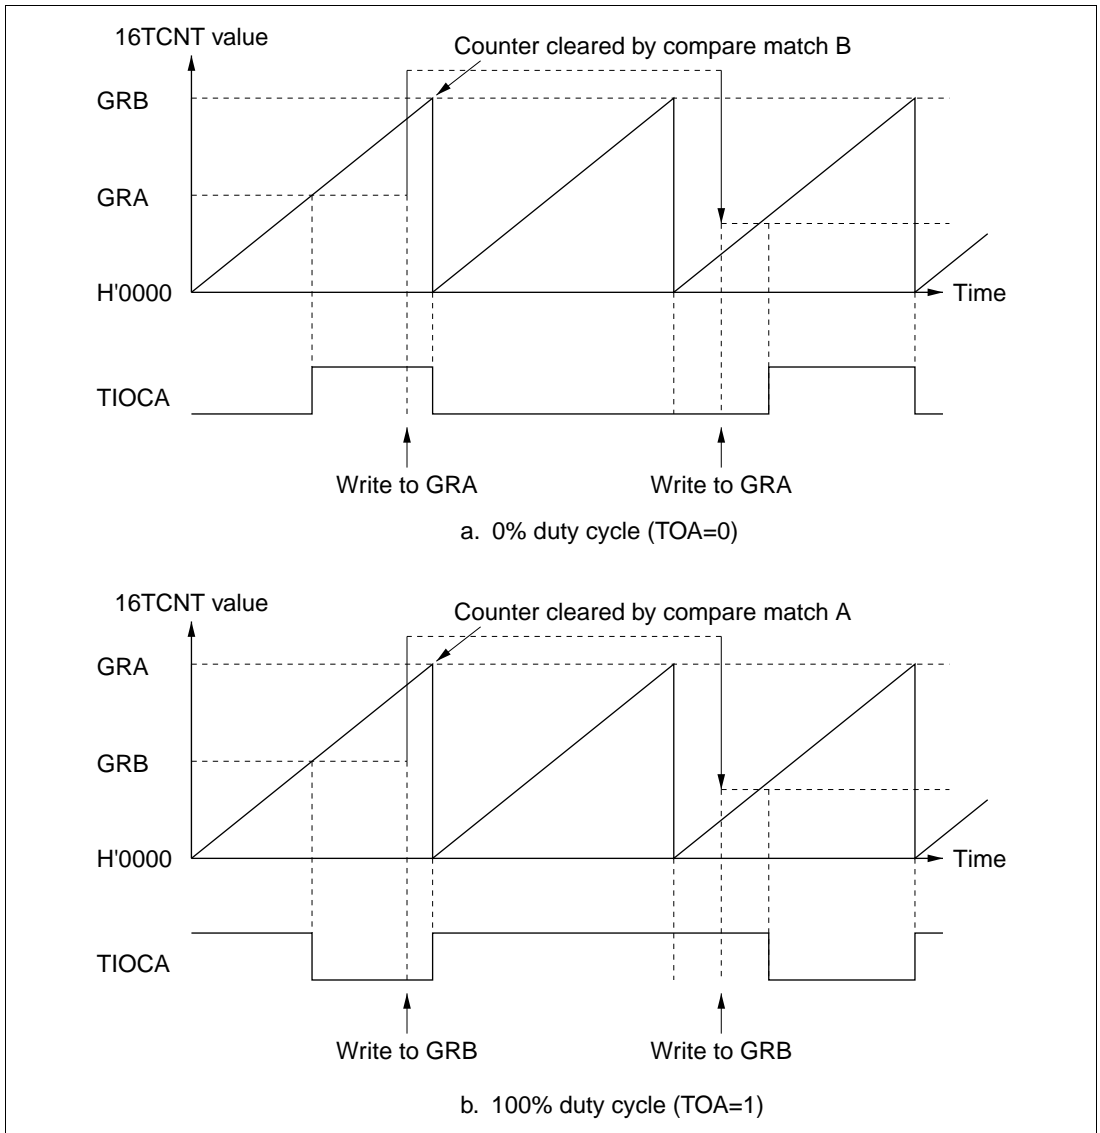 16TCNT value
Counter cleared by compare match B
GRB
GRA
H'0000
Time
TIOCA
Write to GRA
Write to GRA
a. 0% duty cycle (TOA=0)
16TCNT value
Counter cleared by compare match A
GRA
GRB
H'0000
Time
TIOCA
Write to GRB
Write to GRB
b. 100% duty cycle (TOA=1)